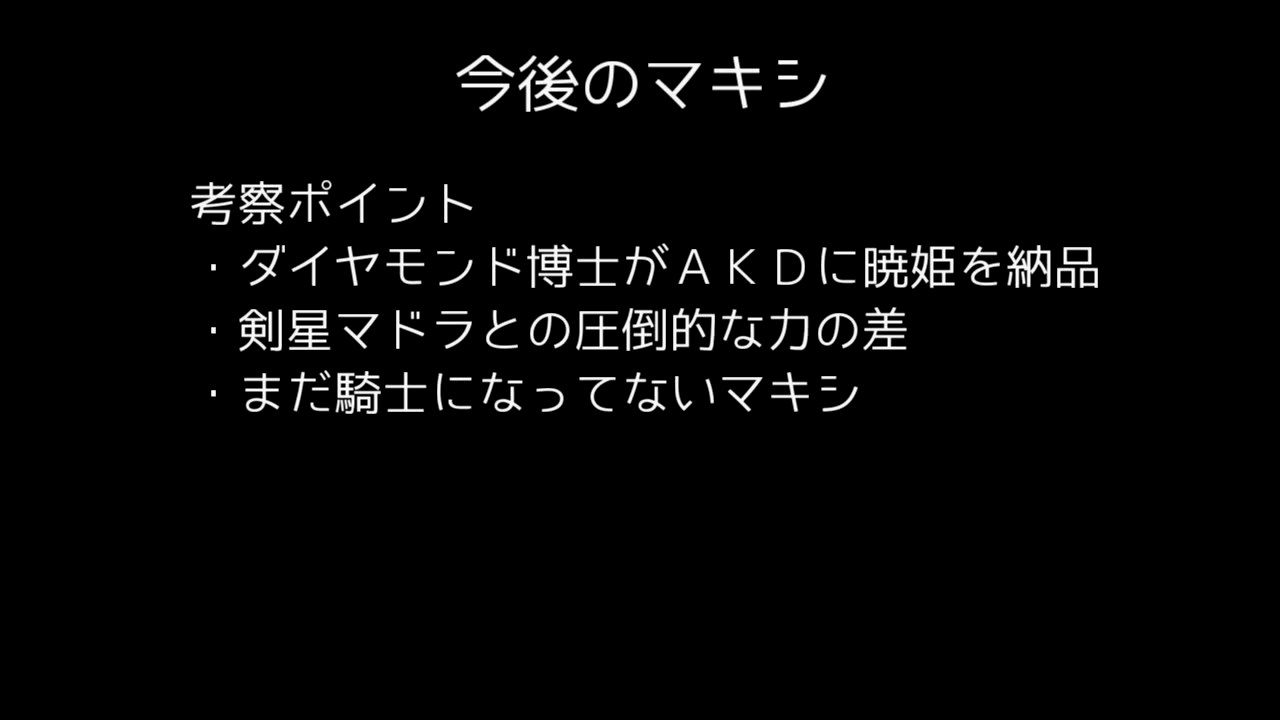 今後のマキシ
考察ポイント
・ダイヤモンド博士がＡＫＤに暁姫を納品
・剣星マドラとの圧倒的な力の差
・まだ騎士になってないマキシ